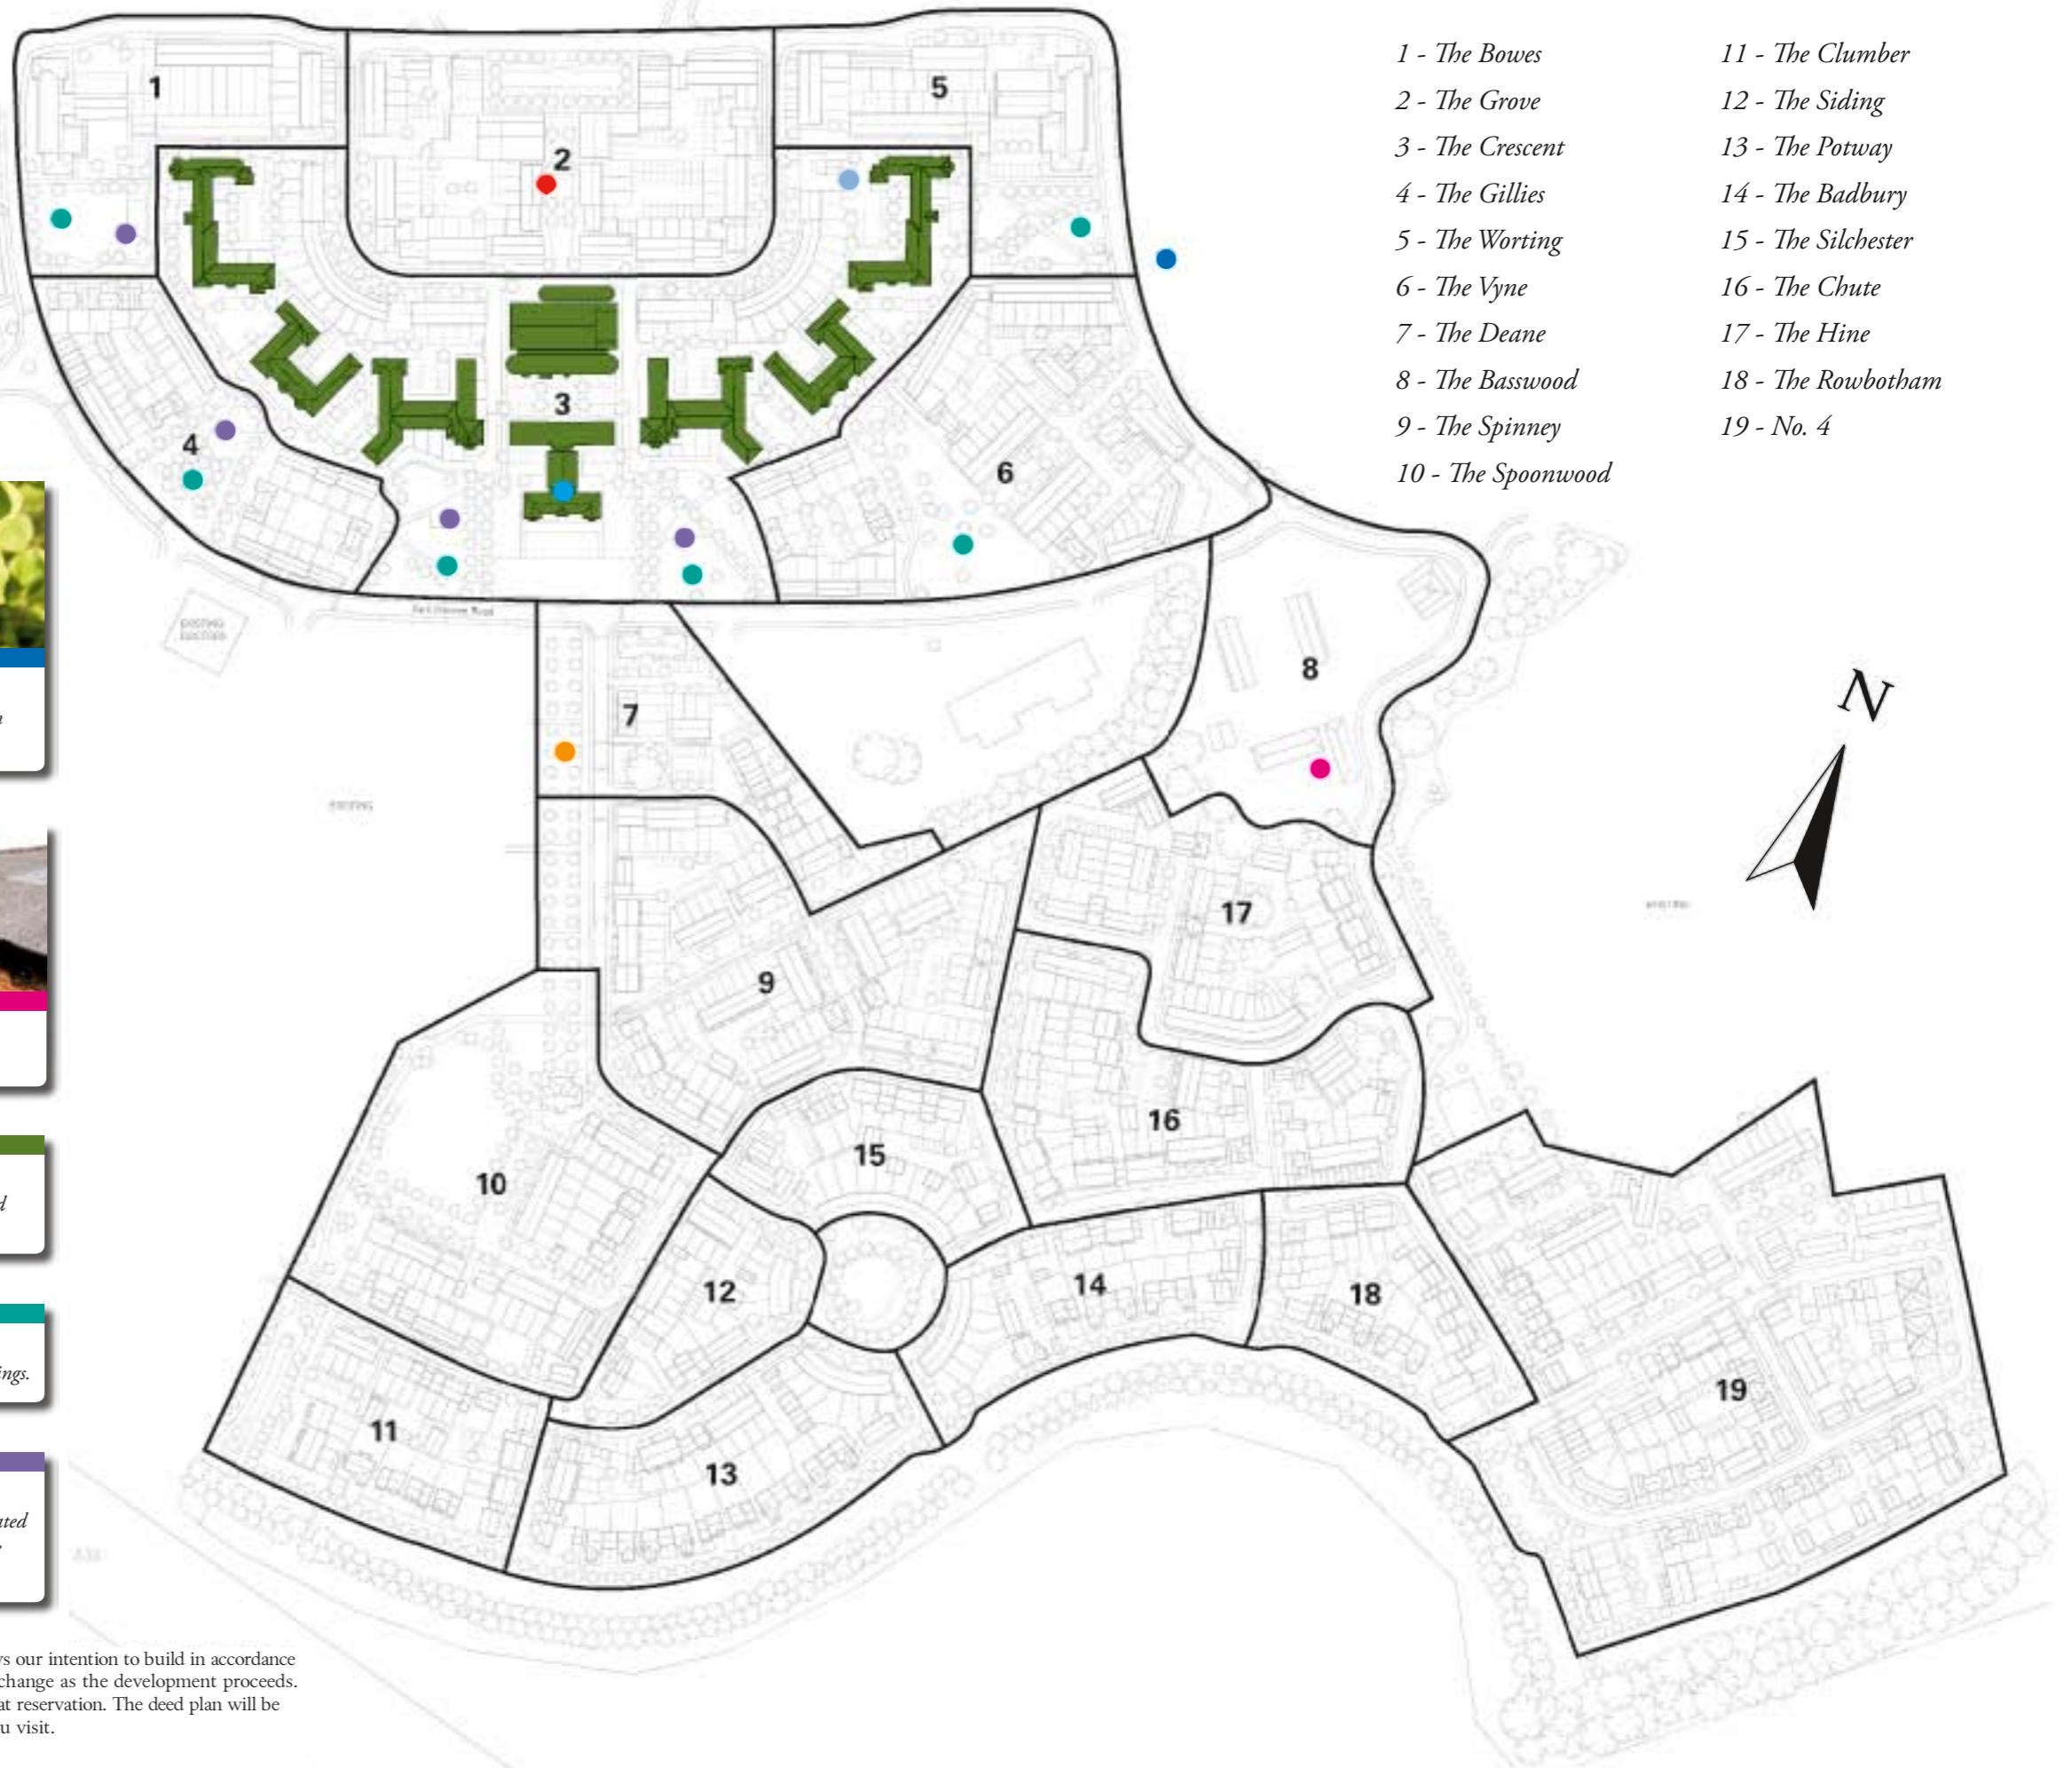 1 - The Bowes
2 - The Grove
3 - The Crescent
4 - The Gillies
5 - The Worting
6 - The Vyne
7 - The Deane
8 - The Basswood
9 - The Spinney
10 - The Spoonwood
11 - The Clumber
12 - The Siding
13 - The Potway
14 - The Badbury
15 - The Silchester
16 - The Chute
17 - The Hine
18 - The Rowbotham
19 - No. 4
1
2
5
3
4
6
N
8
7
17
9
16
15
10
12
14
18
19
11
13
EXISTING
ings.
our intention to build in accordance
change as the development proceeds.
at reservation. The deed plan will be
u visit.